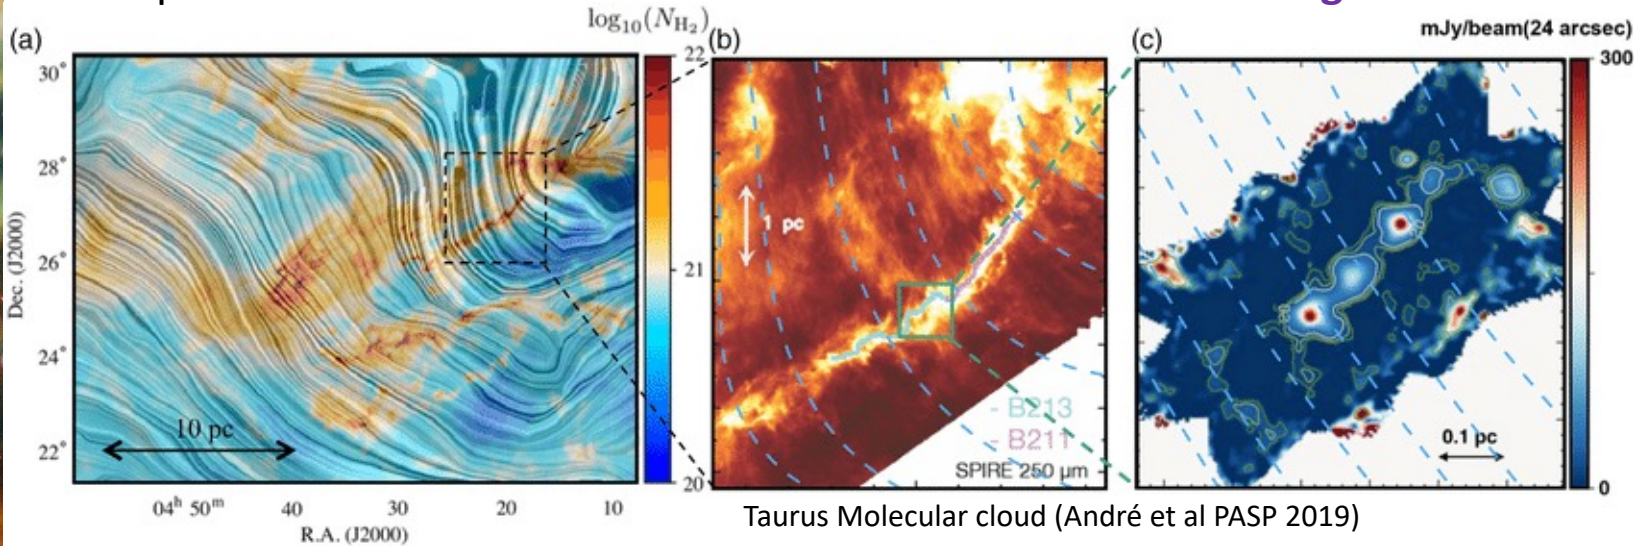 log₁₀(N_H₂)
mJy/beam(24 arcsec)
(a)
(b)
(c)
22
21
20
300
0
30°
28°
26°
24°
22°
Dec. (J2000)
10 pc
04ʰ 50ᵐ
40
30
20
10
R.A. (J2000)
1 pc
- B213
- B211
SPIRE 250 µm
0.1 pc
Taurus Molecular cloud (André et al PASP 2019)